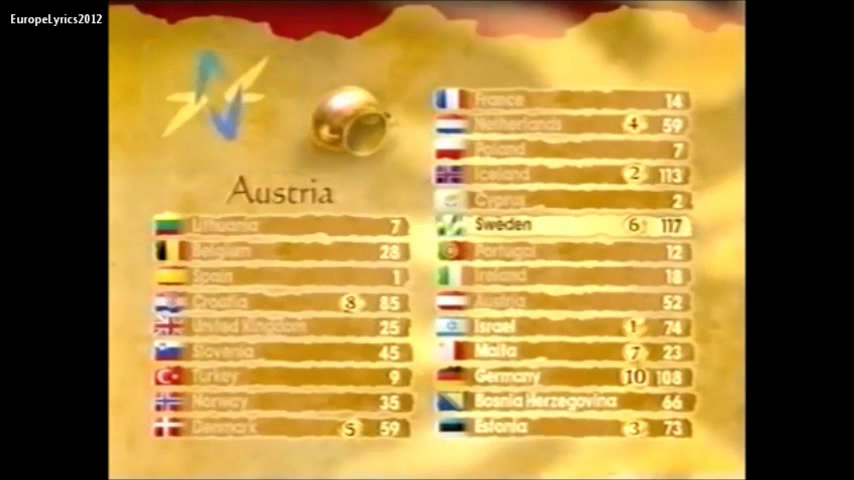 EuropeLyrics2012
Austria
Lithuania 7
Belgium 28
Spain 1
Croatia 8 85
United Kingdom 25
Slovenia 45
Turkey 9
Norway 35
Denmark 5 59
France 14
Netherlands 4 59
Poland 7
Iceland 2 113
Cyprus 2
Sweden 6 117
Portugal 12
Ireland 18
Austria 52
Israel 1 74
Malta 7 23
Germany 10 108
Bosnia Herzegovina 66
Estonia 3 73